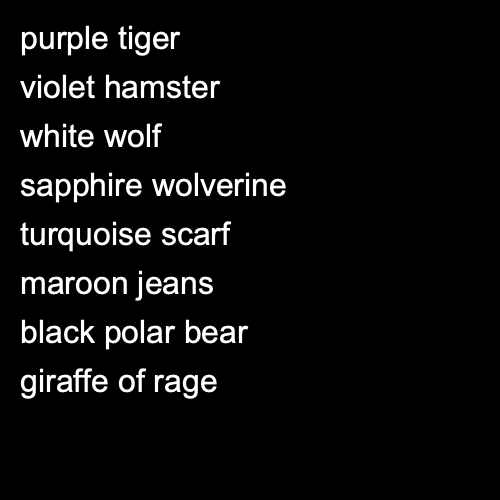 purple tiger
violet hamster
white wolf
sapphire wolverine
turquoise scarf
maroon jeans
black polar bear
giraffe of rage